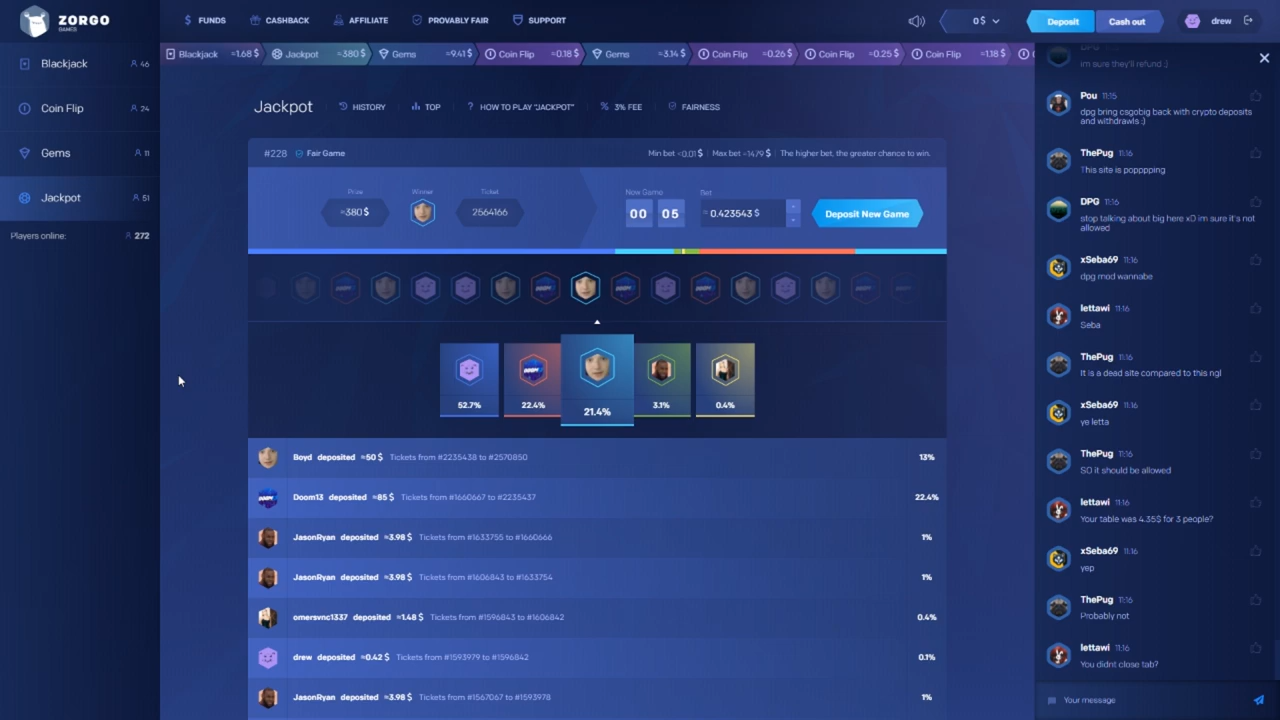 ZORGO
GAMES
FUNDS
CASHBACK
AFFILIATE
PROVABLY FAIR
SUPPORT
0 $
Deposit
Cash out
drew
Blackjack 46
Coin Flip 24
Gems 11
Jackpot 51
Players online: 272
Blackjack ≈1.68 $
Jackpot ≈380 $
Gems ≈9.41 $
Coin Flip ≈0.18 $
Gems ≈3.14 $
Coin Flip ≈0.26 $
Coin Flip ≈0.25 $
Coin Flip ≈1.18 $
Jackpot
HISTORY
TOP
? HOW TO PLAY "JACKPOT"
% 3% FEE
FAIRNESS
#228 Fair Game
Min bet <0.01 $ | Max bet ≈1479 $ | The higher bet, the greater chance to win.
Prize
≈380 $
Winner
Ticket
2564166
New Game
00 05
Bet
≈ 0.423543 $
Deposit New Game
52.7%
22.4%
21.4%
3.1%
0.4%
Boyd deposited ≈50 $ Tickets from #2235438 to #2570850 13%
Doom13 deposited ≈85 $ Tickets from #1660667 to #2235437 22.4%
JasonRyan deposited ≈3.98 $ Tickets from #1633755 to #1660666 1%
JasonRyan deposited ≈3.98 $ Tickets from #1606843 to #1633754 1%
omersvnc1337 deposited ≈1.48 $ Tickets from #1596843 to #1606842 0.4%
drew deposited ≈0.42 $ Tickets from #1593979 to #1596842 0.1%
JasonRyan deposited ≈3.98 $ Tickets from #1567067 to #1593978 1%
DPG
im sure they'll refund :)
Pou 11:15
dpg bring csgobig back with crypto deposits
and withdrawls :)
ThePug 11:16
This site is popppping
DPG 11:16
stop talking about big here xD im sure it's not
allowed
xSeba69 11:16
dpg mod wannabe
lettawi 11:16
Seba
ThePug 11:16
It is a dead site compared to this ngl
xSeba69 11:16
ye letta
ThePug 11:16
SO it should be allowed
lettawi 11:16
Your table was 4.35$ for 3 people?
xSeba69 11:16
yep
ThePug 11:16
Probably not
lettawi 11:16
You didnt close tab?
Your message